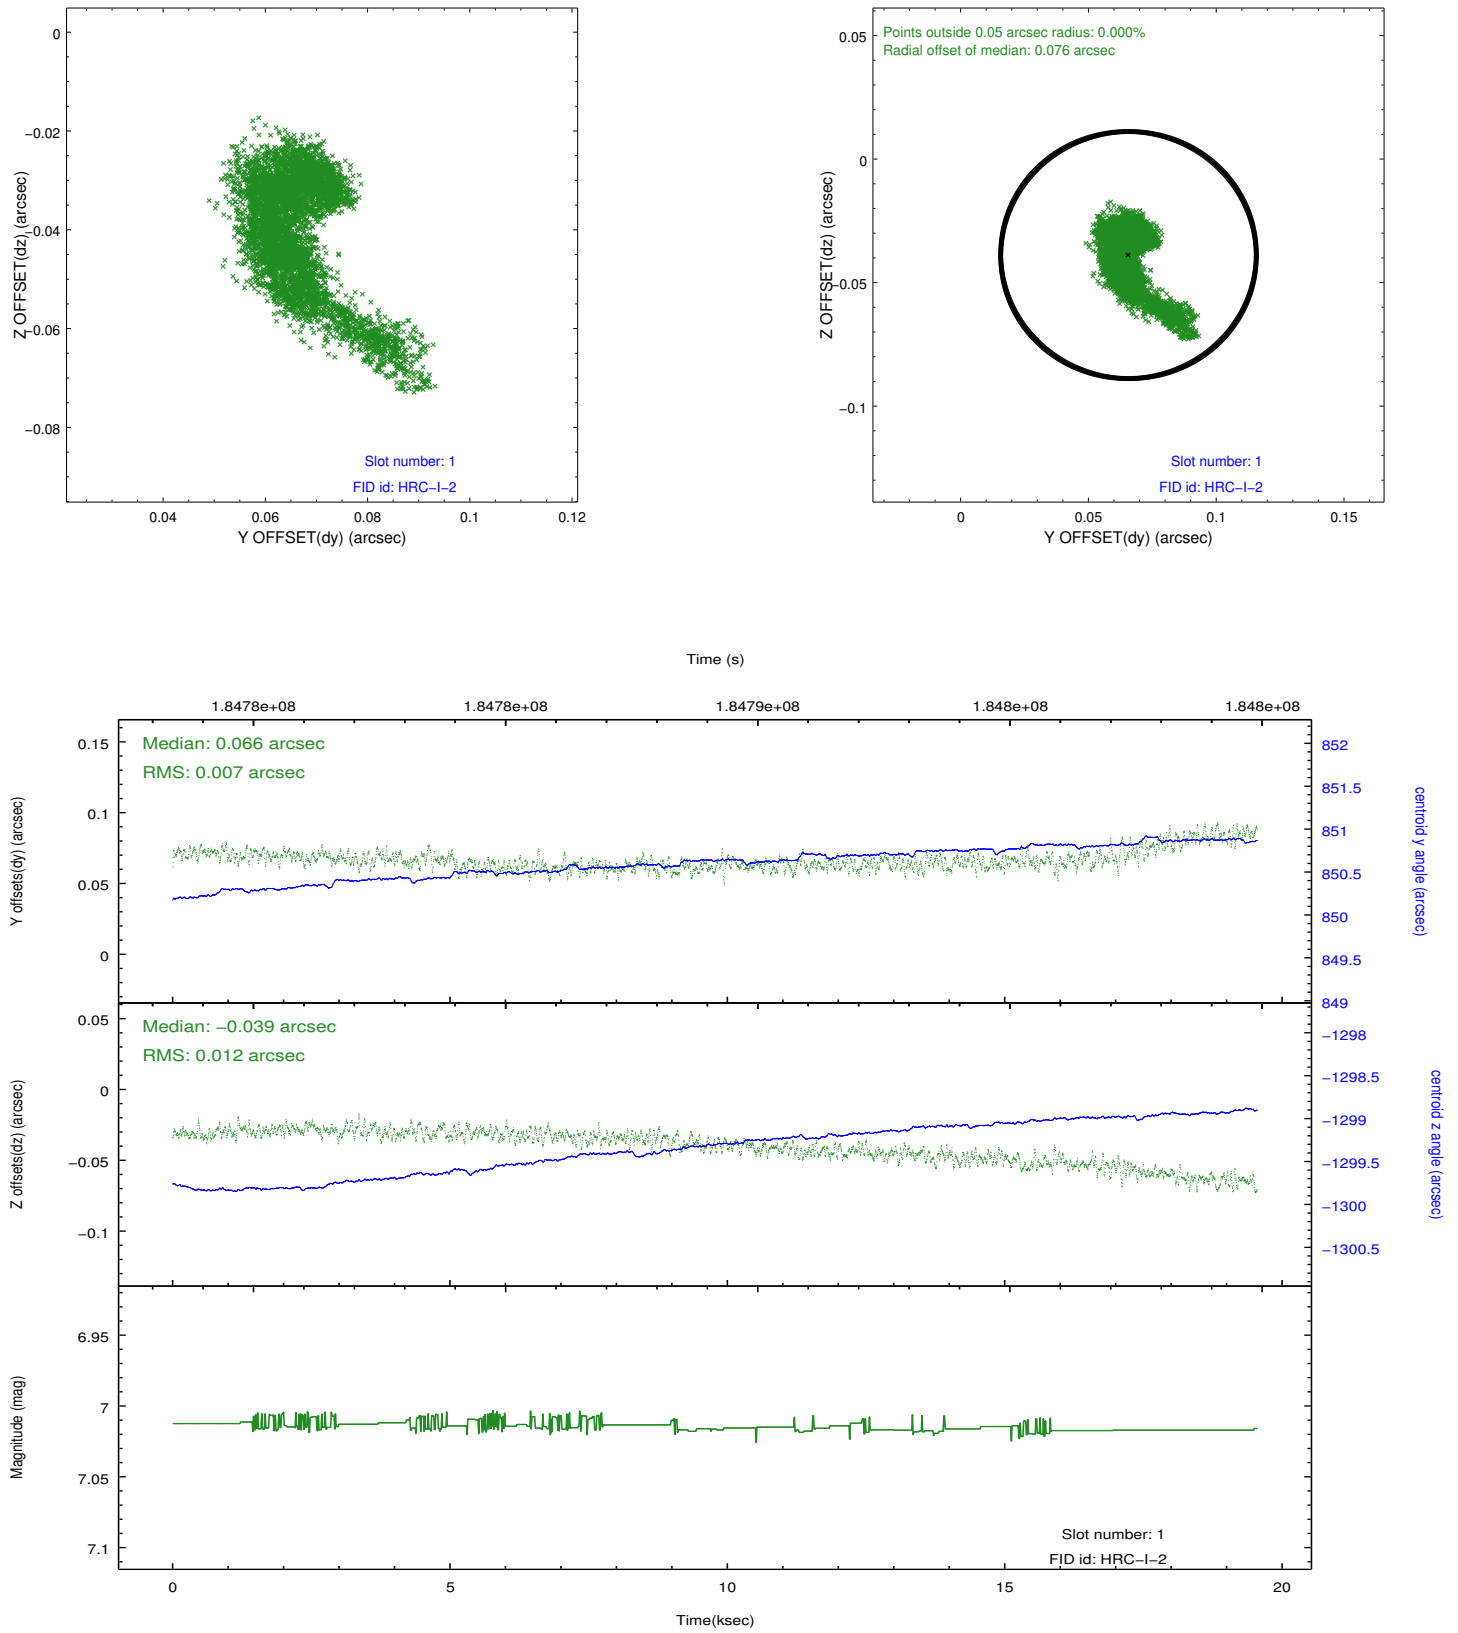 0
−0.02
−0.04
−0.06
−0.08
Z OFFSET(dz) (arcsec)
0.04
0.06
0.08
0.1
0.12
Y OFFSET(dy) (arcsec)
Slot number: 1
FID id: HRC−I−2
Points outside 0.05 arcsec radius: 0.000%
Radial offset of median: 0.076 arcsec
0.05
0
−0.05
−0.1
Z OFFSET(dz) (arcsec)
0
0.05
0.1
0.15
Y OFFSET(dy) (arcsec)
Slot number: 1
FID id: HRC−I−2
Time (s)
1.8478e+08
1.8478e+08
1.8479e+08
1.848e+08
1.848e+08
Median: 0.066 arcsec
RMS: 0.007 arcsec
0.15
0.1
0.05
0
Y offsets(dy) (arcsec)
852
851.5
851
850.5
850
849.5
849
centroid y angle (arcsec)
Median: −0.039 arcsec
RMS: 0.012 arcsec
0.05
0
−0.05
−0.1
Z offsets(dz) (arcsec)
−1298
−1298.5
−1299
−1299.5
−1300
−1300.5
centroid z angle (arcsec)
6.95
7
7.05
7.1
Magnitude (mag)
Slot number: 1
FID id: HRC−I−2
0
5
10
15
20
Time(ksec)